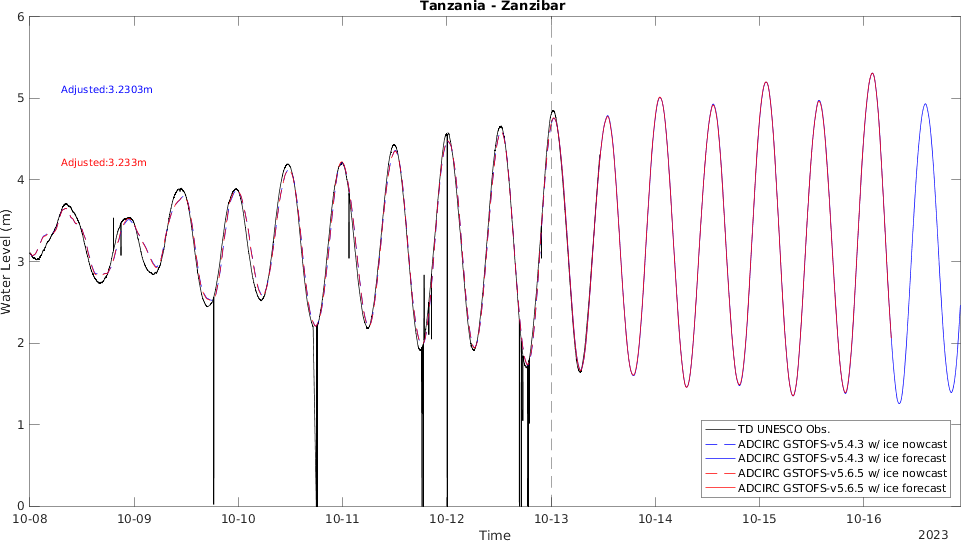 Tanzania - Zanzibar
6
5
4
3
2
1
0
Water Level (m)
Adjusted:3.2303m
Adjusted:3.233m
TD UNESCO Obs.
ADCIRC GSTOFS-v5.4.3 w/ ice nowcast
ADCIRC GSTOFS-v5.4.3 w/ ice forecast
ADCIRC GSTOFS-v5.6.5 w/ ice nowcast
ADCIRC GSTOFS-v5.6.5 w/ ice forecast
10-08 10-09 10-10 10-11 10-12 10-13 10-14 10-15 10-16
Time
2023